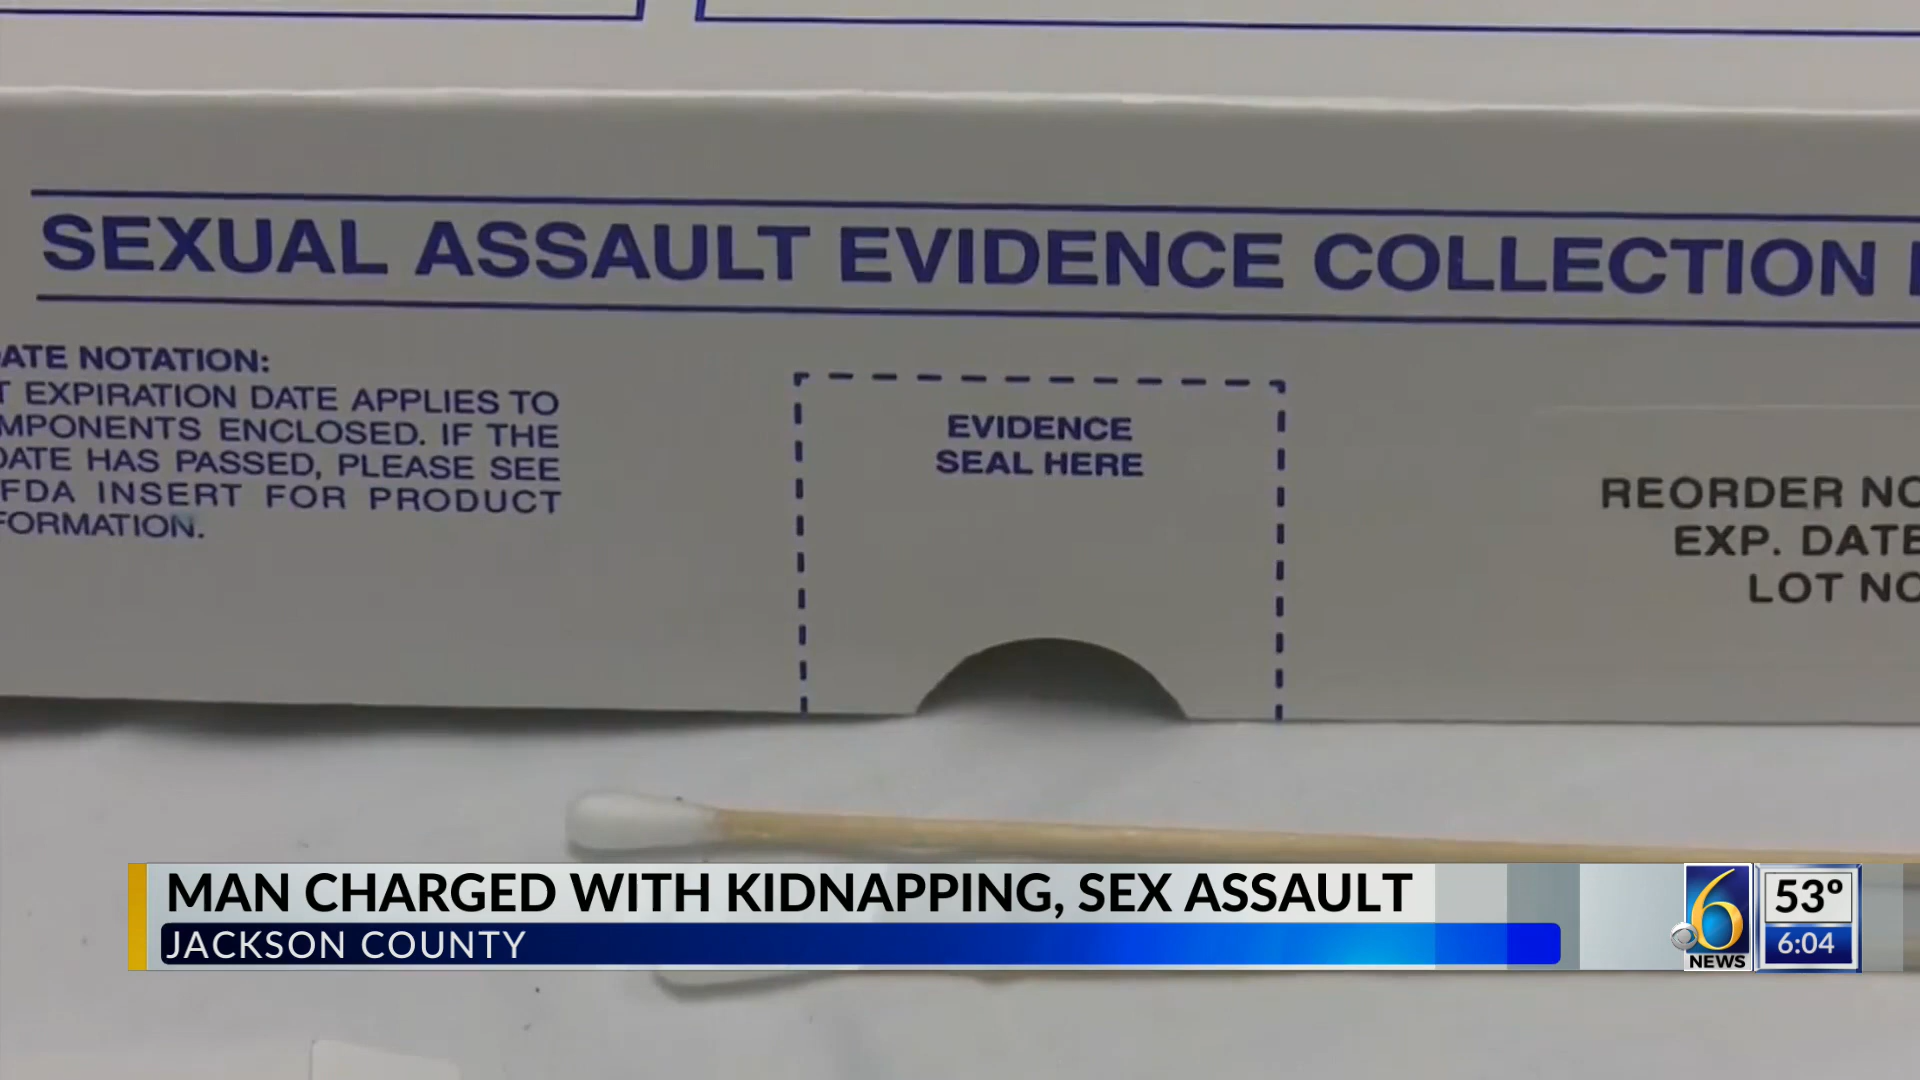 SEXUAL ASSAULT EVIDENCE COLLECTION
ATE NOTATION:
T EXPIRATION DATE APPLIES TO
MPONENTS ENCLOSED. IF THE
DATE HAS PASSED, PLEASE SEE
FDA INSERT FOR PRODUCT
FORMATION.
EVIDENCE
SEAL HERE
REORDER NO
EXP. DATE
LOT NO
MAN CHARGED WITH KIDNAPPING, SEX ASSAULT
JACKSON COUNTY
6
NEWS
53°
6:04